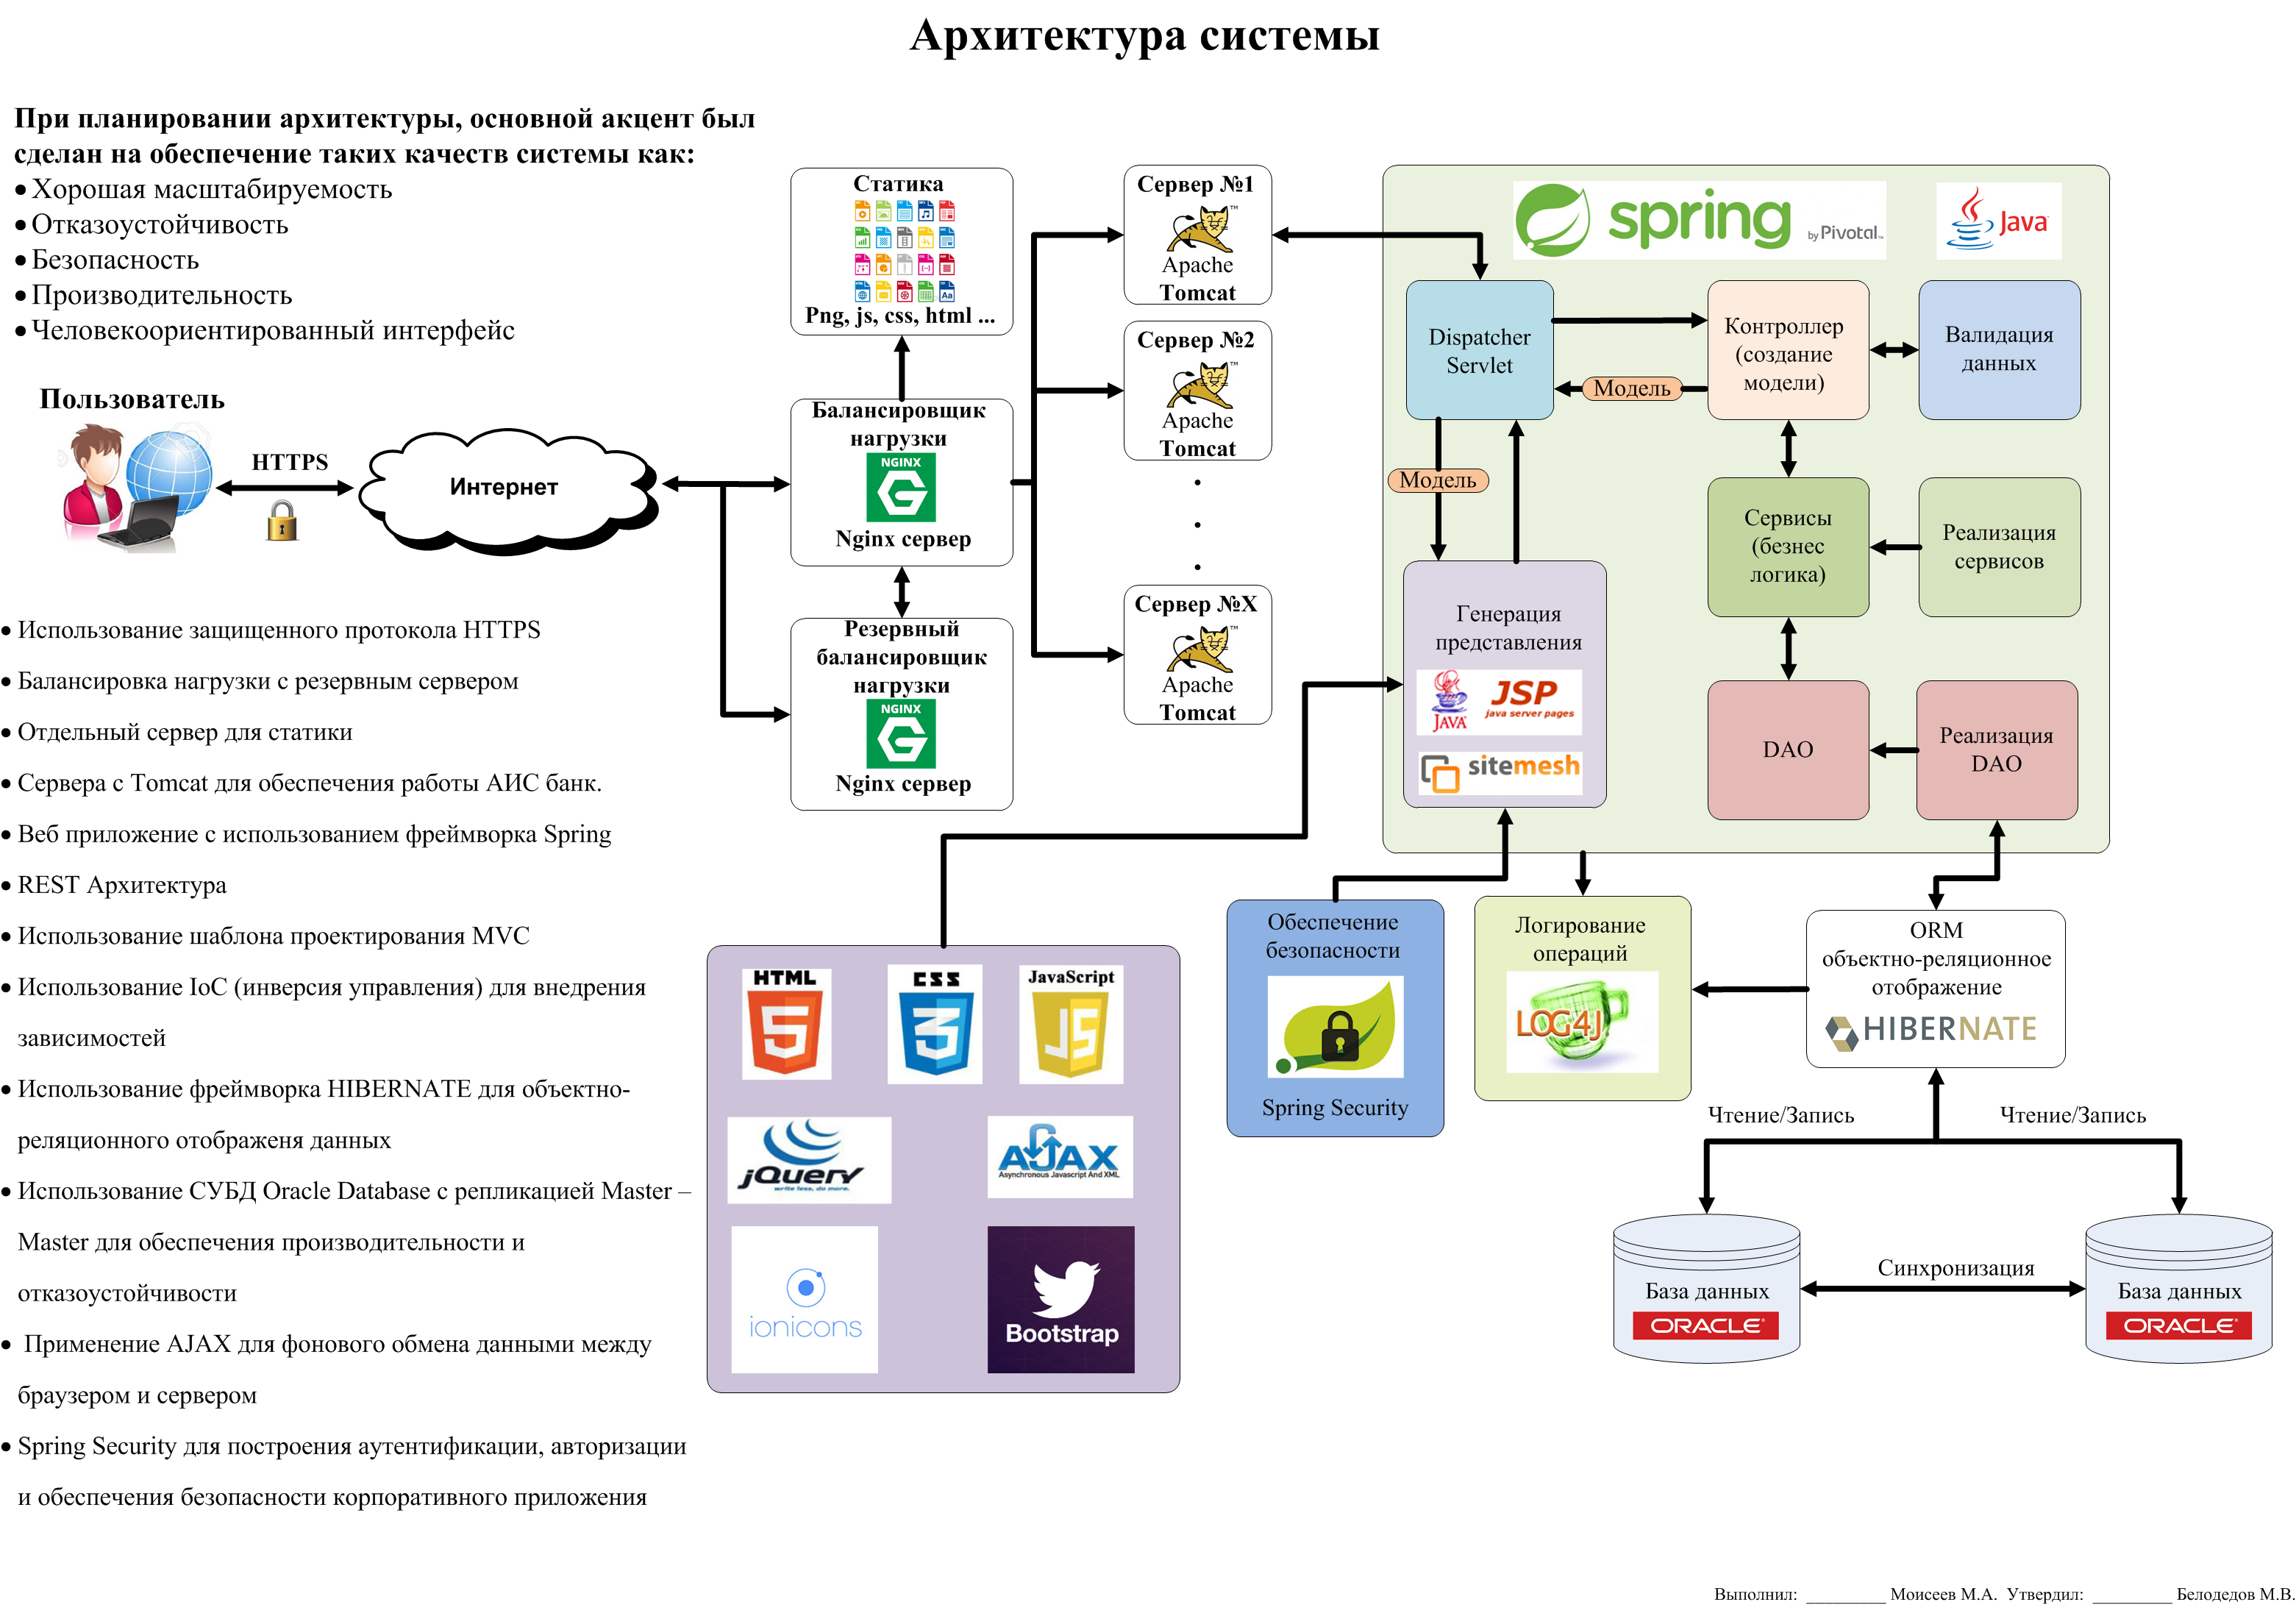 Архитектура системы
При планировании архитектуры, основной акцент был
сделан на обеспечение таких качеств системы как:
• Хорошая масштабируемость
• Отказоустойчивость
• Безопасность
• Производительность
• Человекоориентированный интерфейс
Пользователь
HTTPS
Интернет
• Использование защищенного протокола HTTPS
• Балансировка нагрузки с резервным сервером
• Отдельный сервер для статики
• Сервера с Tomcat для обеспечения работы АИС банк.
• Веб приложение с использованием фреймворка Spring
• REST Архитектура
• Использование шаблона проектирования MVC
• Использование IoC (инверсия управления) для внедрения
зависимостей
• Использование фреймворка HIBERNATE для объектно-
реляционного отображеня данных
• Использование СУБД Oracle Database с репликацией Master –
Master для обеспечения производительности и
отказоустойчивости
• Применение AJAX для фонового обмена данными между
браузером и сервером
• Spring Security для построения аутентификации, авторизации
и обеспечения безопасности корпоративного приложения
Статика
Png, js, css, html ...
Балансировщик
нагрузки
NGINX
Nginx сервер
Резервный
балансировщик
нагрузки
NGINX
Nginx сервер
Сервер №1
TM
Apache
Tomcat
Сервер №2
TM
Apache
Tomcat
Сервер №X
TM
Apache
Tomcat
spring
by Pivotal™
Java
Dispatcher
Servlet
Модель
Контроллер
(создание
модели)
Валидация
данных
Модель
Сервисы
(безнес
логика)
Реализация
сервисов
Генерация
представления
JAVA
JSP
java server pages
sitemesh
DAO
Реализация
DAO
HTML
5
CSS
3
JavaScript
JS
jQuery
write less, do more.
AJAX
Asynchronous Javascript And XML
ionicons
Bootstrap
Обеспечение
безопасности
Spring Security
Логирование
операций
LOG4J
ORM
объектно-реляционное
отображение
HIBERNATE
Чтение/Запись
Чтение/Запись
База данных
ORACLE
Синхронизация
База данных
ORACLE
Выполнил: _________ Моисеев М.А. Утвердил: _________ Белодедов М.В.